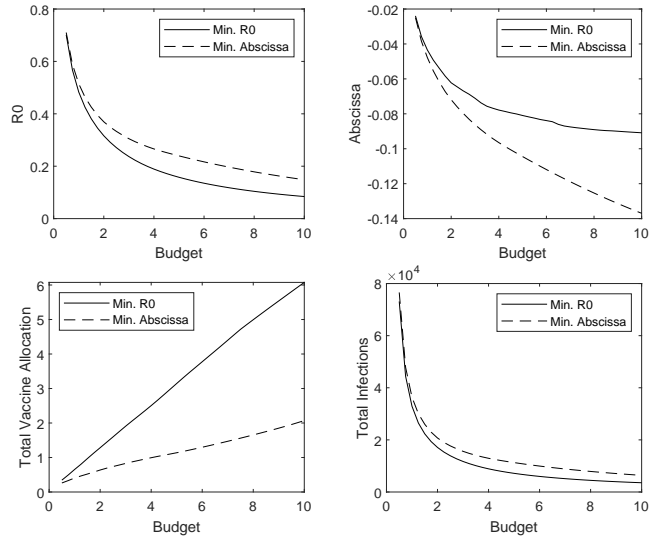 0.8
0.6
0.4
0.2
0
R0
Min. R0
Min. Abscissa
0 2 4 6 8 10
Budget
-0.02
-0.04
-0.06
-0.08
-0.1
-0.12
-0.14
Abscissa
Min. R0
Min. Abscissa
0 2 4 6 8 10
Budget
6
5
4
3
2
1
0
Total Vaccine Allocation
Min. R0
Min. Abscissa
0 2 4 6 8 10
Budget
×10⁴
8
6
4
2
0
Total Infections
Min. R0
Min. Abscissa
0 2 4 6 8 10
Budget